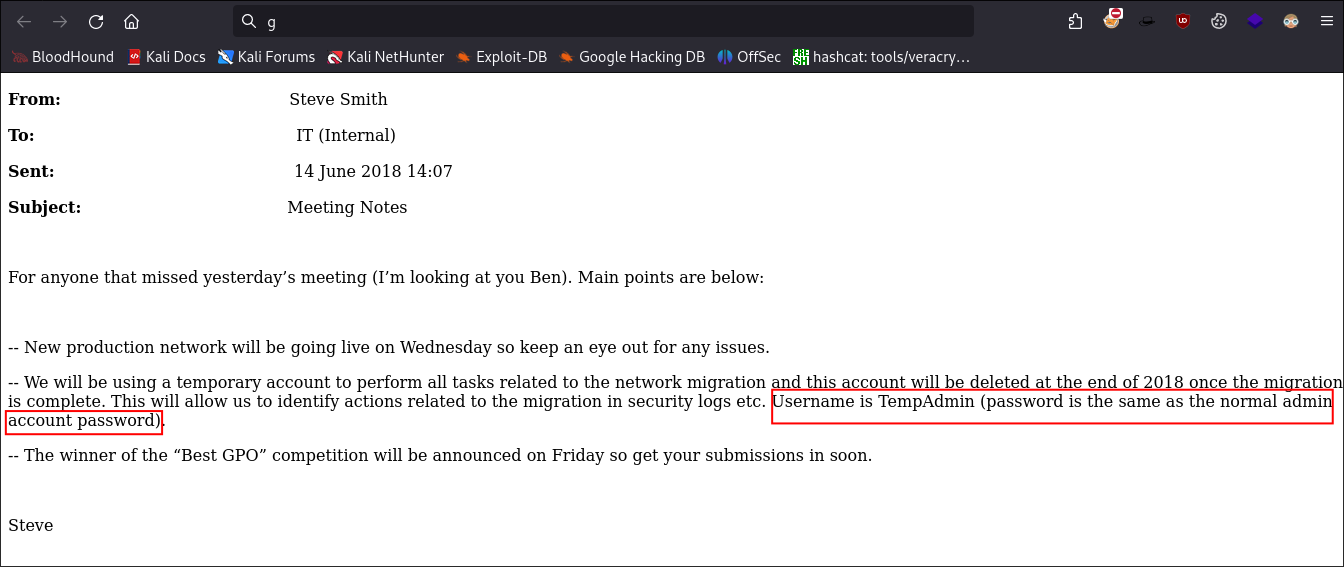 g
BloodHound Kali Docs Kali Forums Kali NetHunter Exploit-DB Google Hacking DB OffSec hashcat: tools/veracry…
From: Steve Smith
To: IT (Internal)
Sent: 14 June 2018 14:07
Subject: Meeting Notes
For anyone that missed yesterday’s meeting (I’m looking at you Ben). Main points are below:
-- New production network will be going live on Wednesday so keep an eye out for any issues.
-- We will be using a temporary account to perform all tasks related to the network migration and this account will be deleted at the end of 2018 once the migration
is complete. This will allow us to identify actions related to the migration in security logs etc. Username is TempAdmin (password is the same as the normal admin
account password).
-- The winner of the “Best GPO” competition will be announced on Friday so get your submissions in soon.
Steve